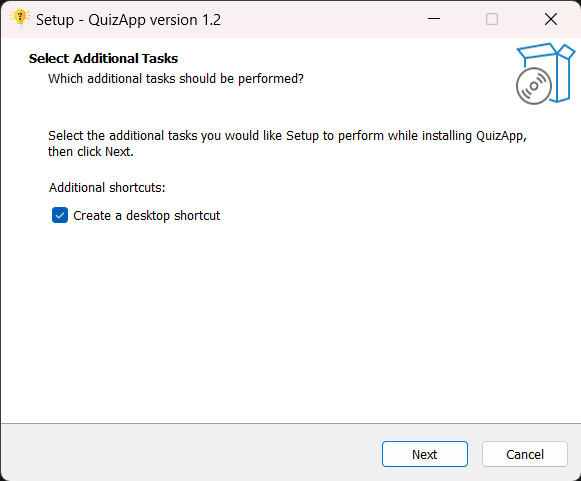 Setup - QuizApp version 1.2
Select Additional Tasks
Which additional tasks should be performed?
Select the additional tasks you would like Setup to perform while installing QuizApp,
then click Next.
Additional shortcuts:
Create a desktop shortcut
Next
Cancel